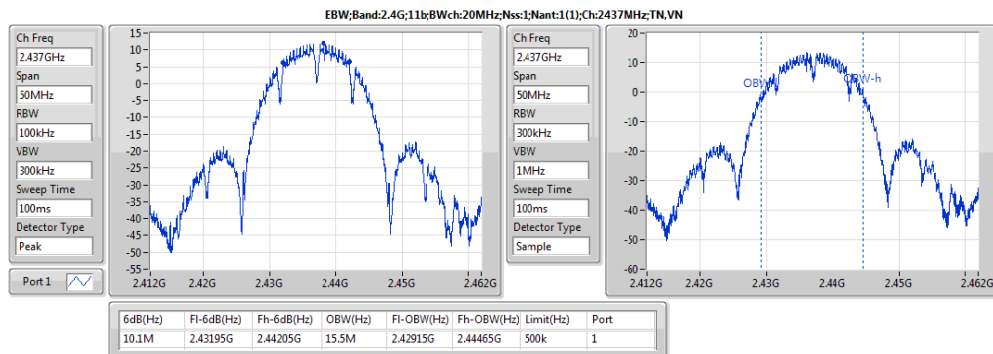 EBW;Band:2.4G;11b;BWch:20MHz;Nss:1;Nant:1(1);Ch:2437MHz;TN,VN
Ch Freq
2.437GHz
Span
50MHz
RBW
100kHz
VBW
300kHz
Sweep Time
100ms
Detector Type
Peak
Port 1
15
10
5
0
-5
-10
-15
-20
-25
-30
-35
-40
-45
-50
-55
2.412G 2.42G 2.43G 2.44G 2.45G 2.462G
Ch Freq
2.437GHz
Span
50MHz
RBW
300kHz
VBW
1MHz
Sweep Time
100ms
Detector Type
Sample
20
10
0
-10
-20
-30
-40
-50
-60
OBW-h
2.412G 2.42G 2.43G 2.44G 2.45G 2.462G
6dB(Hz) Fl-6dB(Hz) Fh-6dB(Hz) OBW(Hz) Fl-OBW(Hz) Fh-OBW(Hz) Limit(Hz) Port
10.1M 2.43195G 2.44205G 15.5M 2.42915G 2.44465G 500k 1